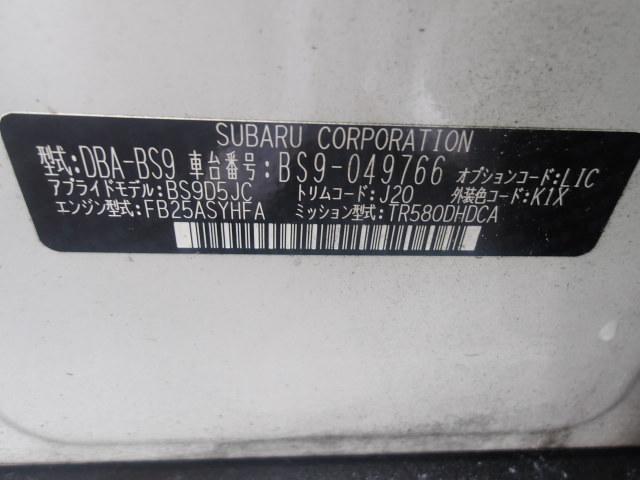 SUBARU CORPORATION
型式:DBA-BS9 車台番号:BS9-049766 オプションコード:LIC
アプライドモデル:BS9D5JC トリムコード:J20 外装色コード:K1X
エンジン型式:FB25ASYHFA ミッション型式:TR580DHDCA